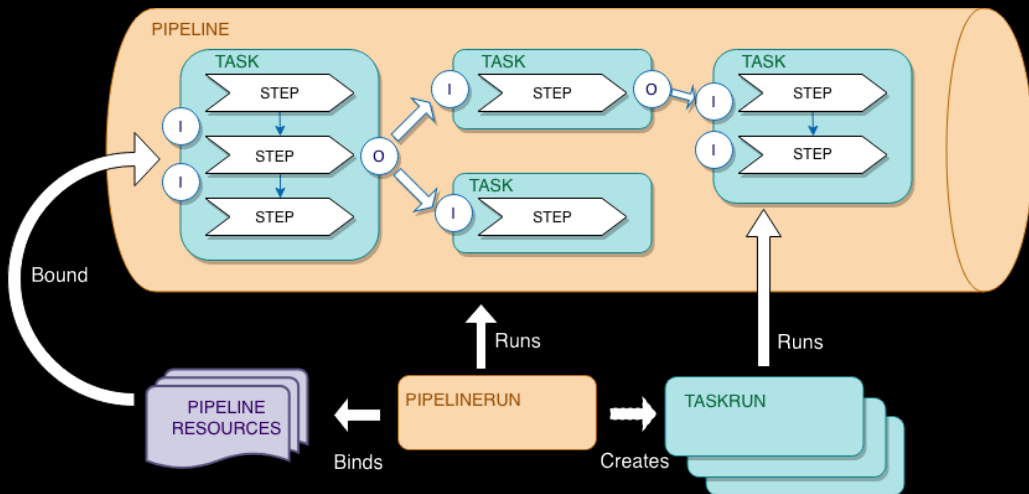 PIPELINE
TASK
STEP
I
STEP
I
STEP
O
I
TASK
STEP
O
I
TASK
STEP
I
TASK
STEP
I
STEP
Bound
Runs
Runs
PIPELINE
RESOURCES
Binds
PIPELINERUN
Creates
TASKRUN